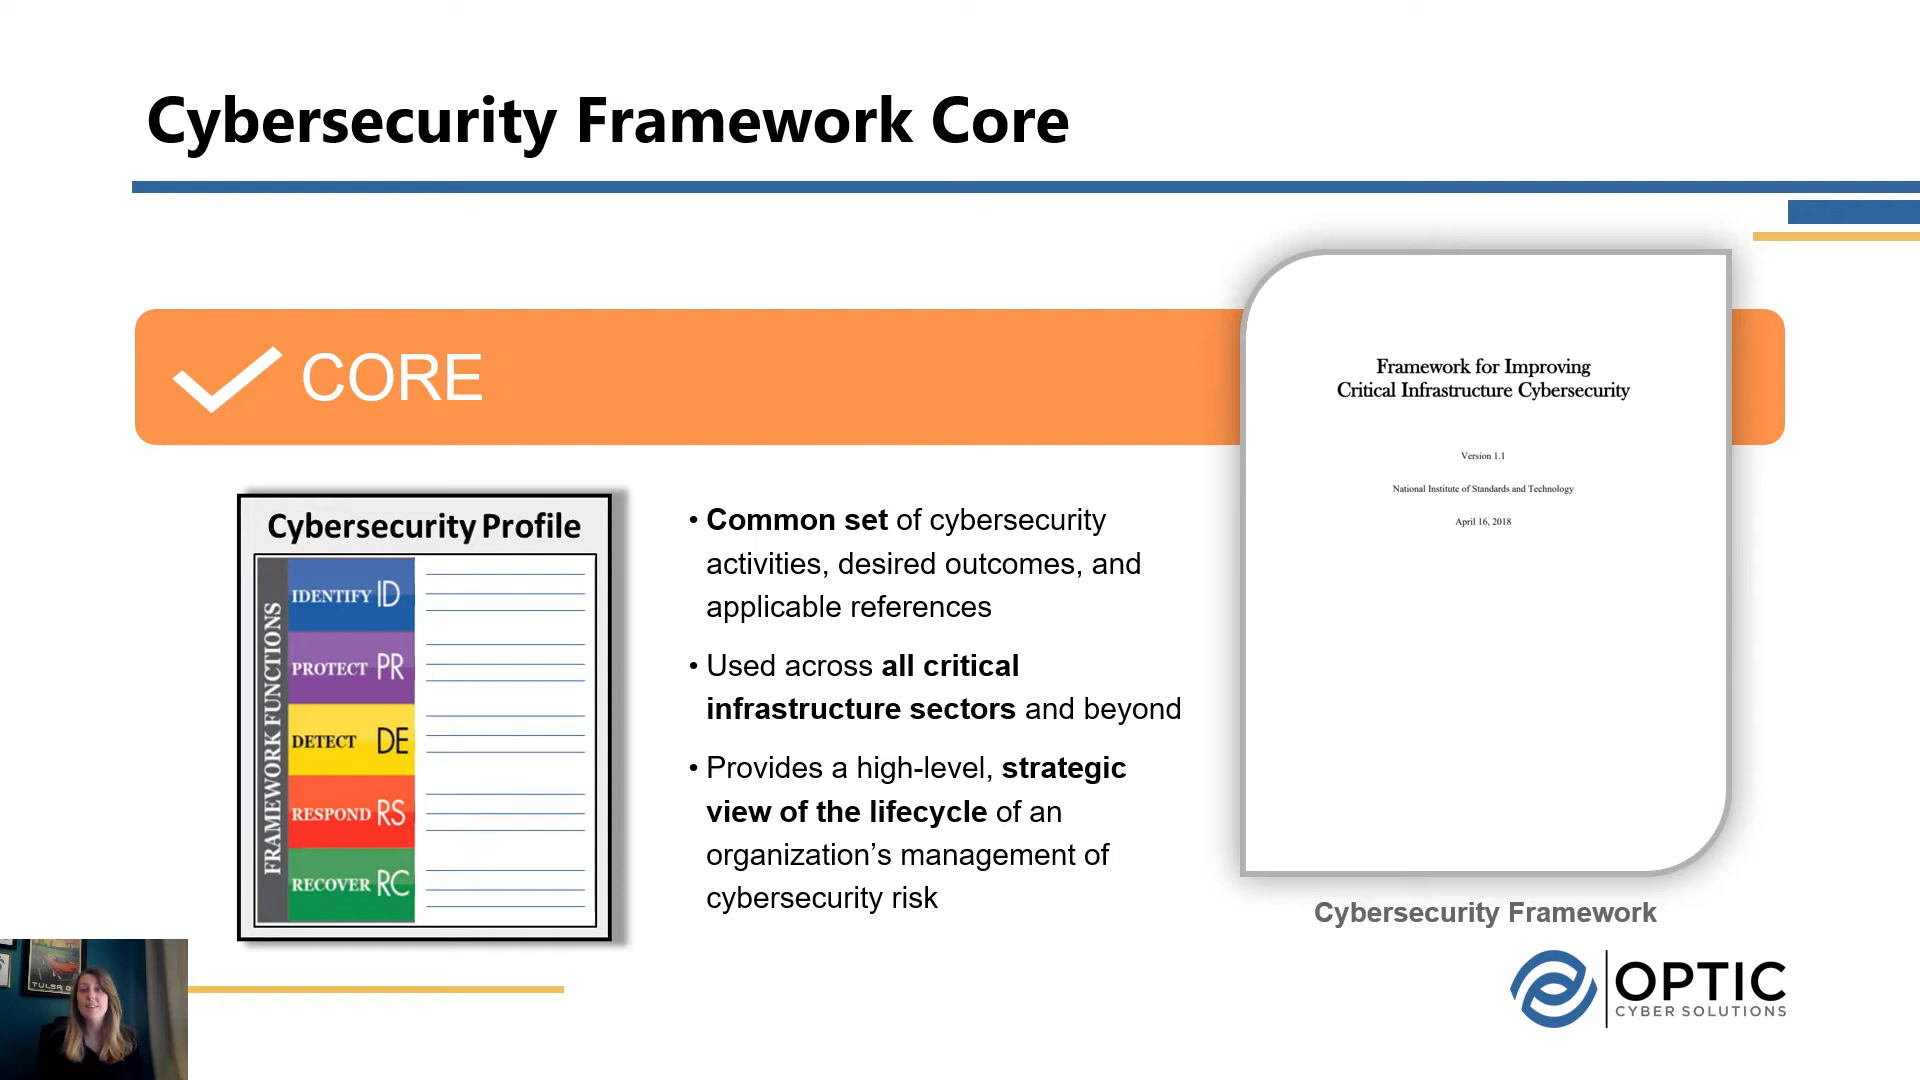 Cybersecurity Framework Core
CORE
Framework for Improving
Critical Infrastructure Cybersecurity
Version 1.1
National Institute of Standards and Technology
April 16, 2018
Cybersecurity Profile
FRAMEWORK FUNCTIONS
IDENTIFY ID
PROTECT PR
DETECT DE
RESPOND RS
RECOVER RC
• Common set of cybersecurity
activities, desired outcomes, and
applicable references
• Used across all critical
infrastructure sectors and beyond
• Provides a high-level, strategic
view of the lifecycle of an
organization’s management of
cybersecurity risk
Cybersecurity Framework
TULSA
OPTIC
CYBER SOLUTIONS